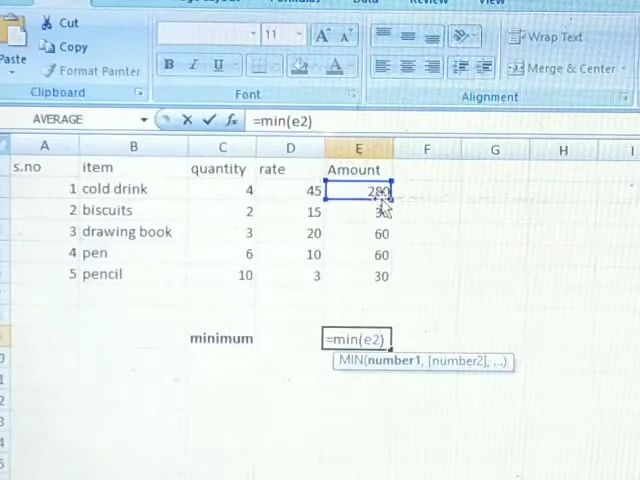 Cut
Paste
Copy
Format Painter
Clipboard
11
A A
B I U
Font
Wrap Text
Merge & Center
Alignment
AVERAGE fx =min(e2)
A B C D E F G H I
s.no item quantity rate Amount
1 cold drink 4 45
2 biscuits 2 15
3 drawing book 3 20 60
4 pen 6 10 60
5 pencil 10 3 30
minimum =min(e2)
MIN(number1, [number2], ...)